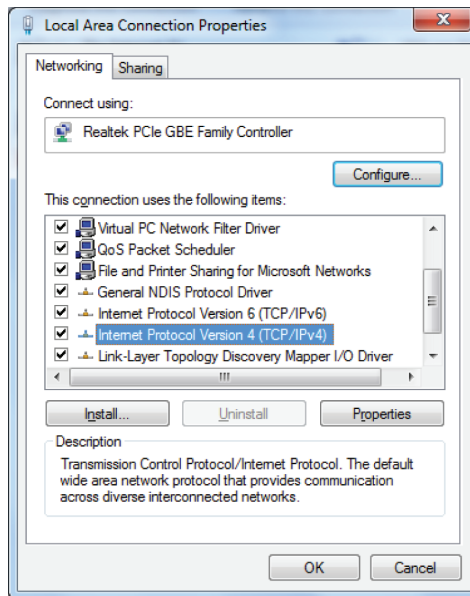 Local Area Connection Properties
Networking
Sharing
Connect using:
Realtek PCIe GBE Family Controller
Configure...
This connection uses the following items:
Virtual PC Network Filter Driver
QoS Packet Scheduler
File and Printer Sharing for Microsoft Networks
General NDIS Protocol Driver
Internet Protocol Version 6 (TCP/IPv6)
Internet Protocol Version 4 (TCP/IPv4)
Link-Layer Topology Discovery Mapper I/O Driver
Install...
Uninstall
Properties
Description
Transmission Control Protocol/Internet Protocol. The default
wide area network protocol that provides communication
across diverse interconnected networks.
OK
Cancel